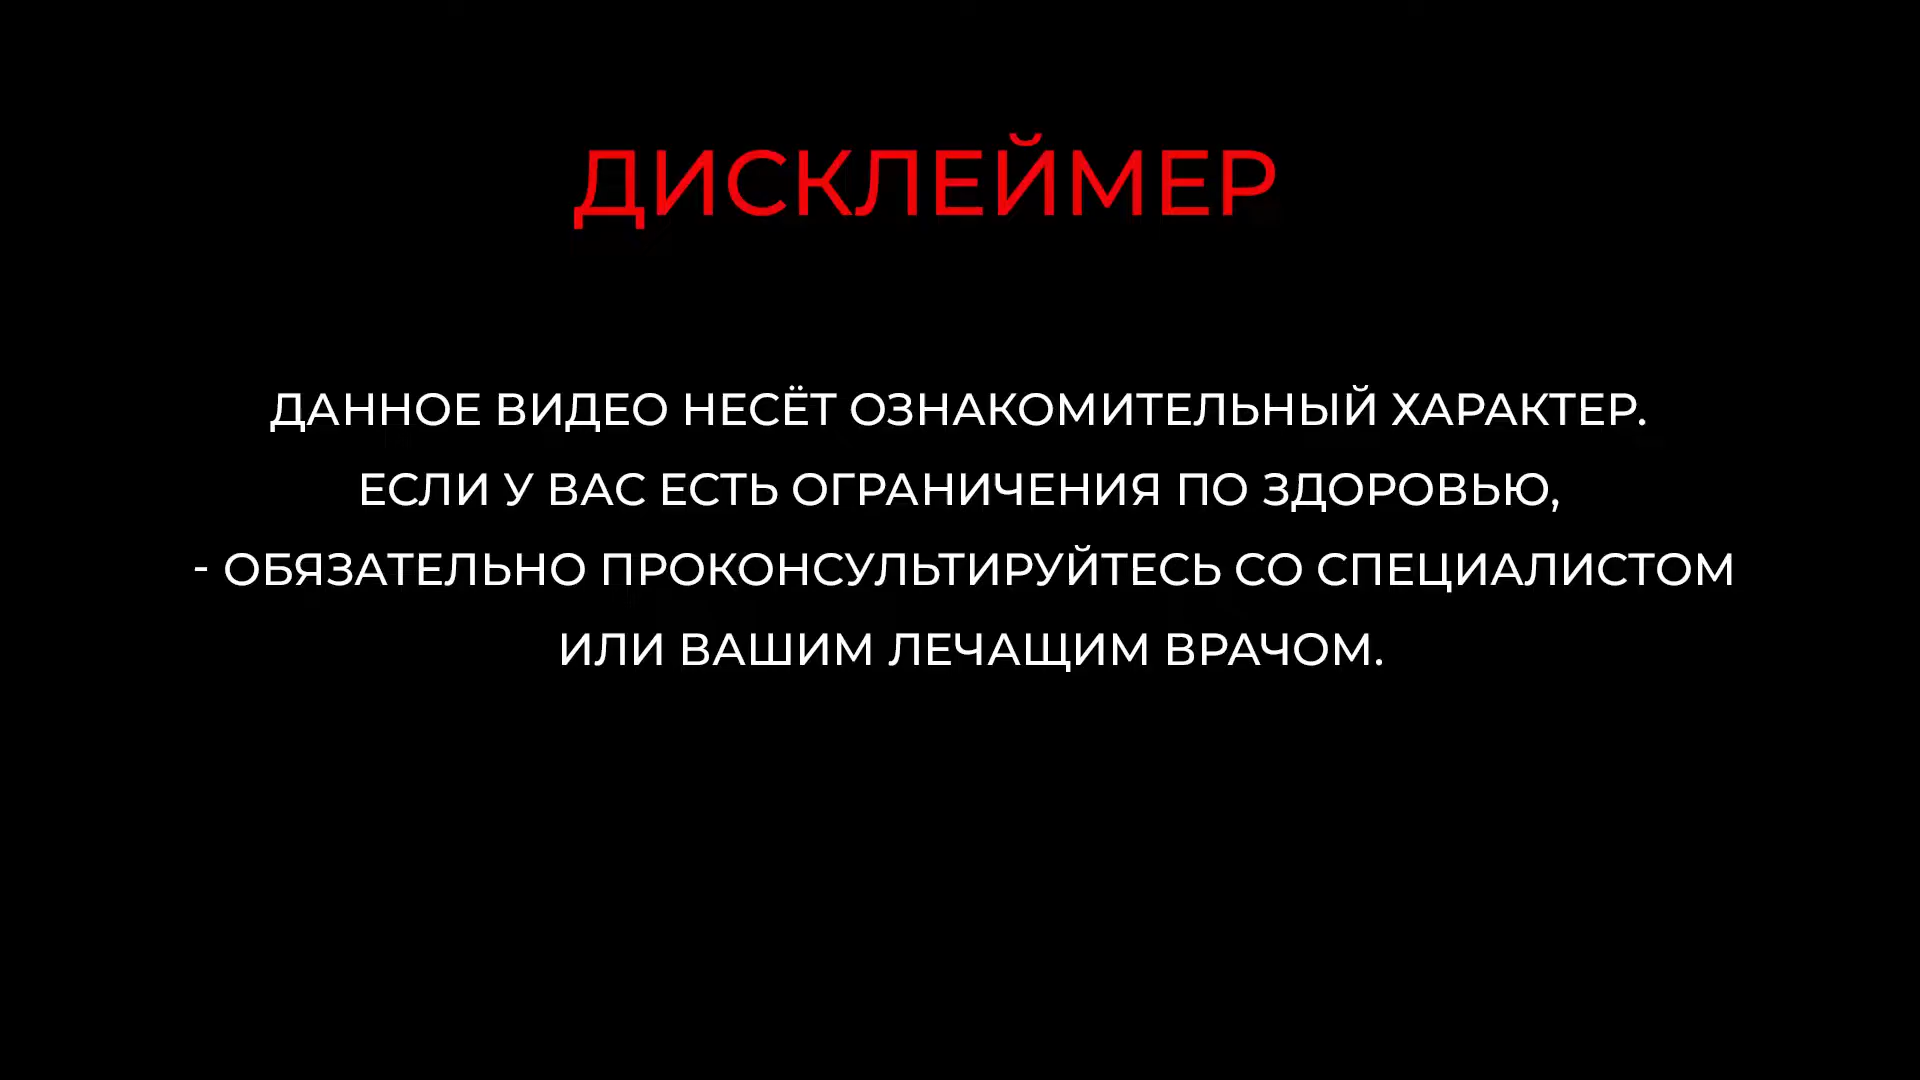 ДИСКЛЕЙМЕР
ДАННОЕ ВИДЕО НЕСЁТ ОЗНАКОМИТЕЛЬНЫЙ ХАРАКТЕР.
ЕСЛИ У ВАС ЕСТЬ ОГРАНИЧЕНИЯ ПО ЗДОРОВЬЮ,
- ОБЯЗАТЕЛЬНО ПРОКОНСУЛЬТИРУЙТЕСЬ СО СПЕЦИАЛИСТОМ
ИЛИ ВАШИМ ЛЕЧАЩИМ ВРАЧОМ.